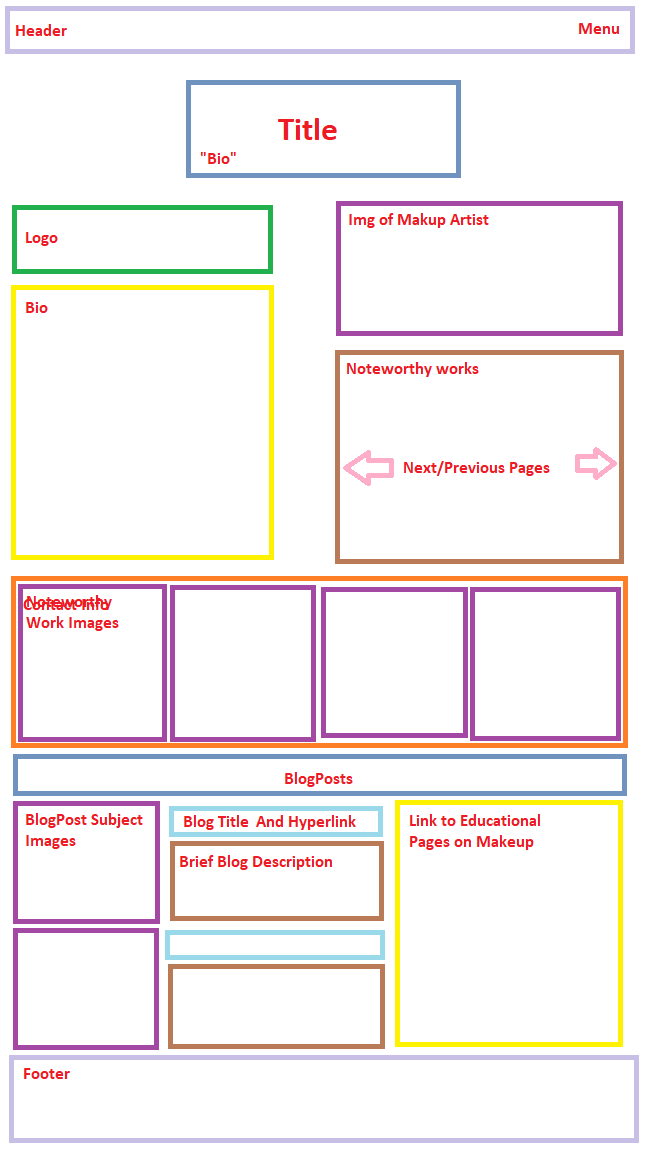 Header
Menu
Title
"Bio"
Logo
Img of Makup Artist
Bio
Noteworthy works
Next/Previous Pages
Contact Info
Noteworthy
Work Images
BlogPosts
BlogPost Subject
Images
Blog Title And Hyperlink
Brief Blog Description
Link to Educational
Pages on Makeup
Footer